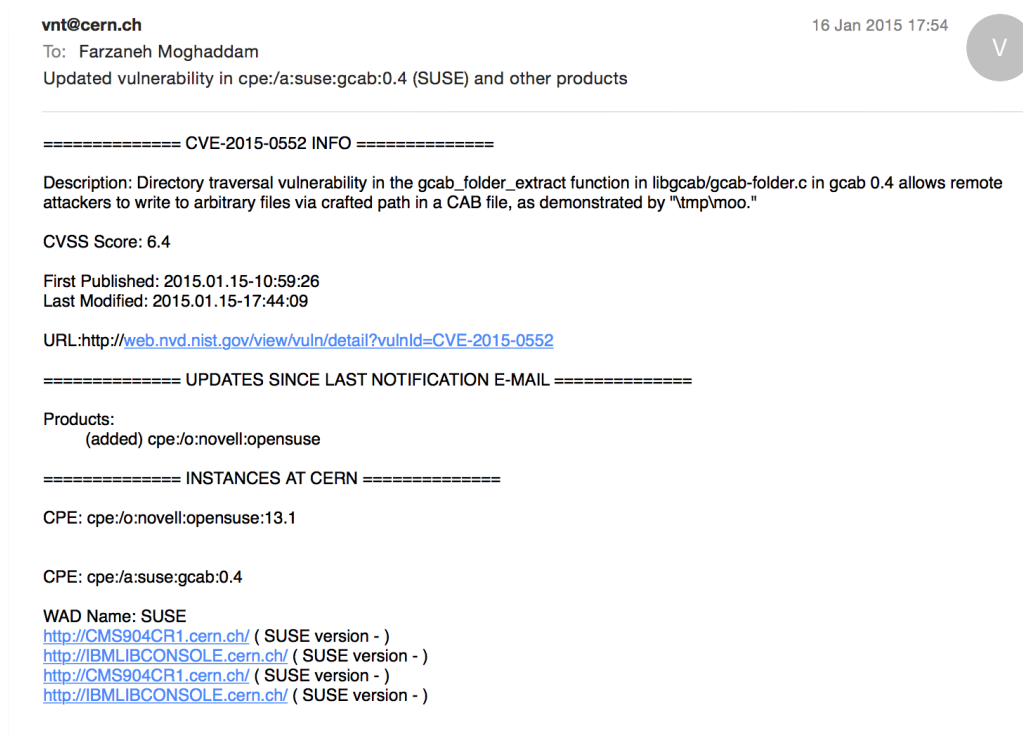 vnt@cern.ch
16 Jan 2015 17:54
V
To: Farzaneh Moghaddam
Updated vulnerability in cpe:/a:suse:gcab:0.4 (SUSE) and other products
============== CVE-2015-0552 INFO ==============
Description: Directory traversal vulnerability in the gcab_folder_extract function in libgcab/gcab-folder.c in gcab 0.4 allows remote
attackers to write to arbitrary files via crafted path in a CAB file, as demonstrated by "\tmp\moo."
CVSS Score: 6.4
First Published: 2015.01.15-10:59:26
Last Modified: 2015.01.15-17:44:09
URL:http://web.nvd.nist.gov/view/vuln/detail?vulnId=CVE-2015-0552
============== UPDATES SINCE LAST NOTIFICATION E-MAIL ==============
Products:
(added) cpe:/o:novell:opensuse
============== INSTANCES AT CERN ==============
CPE: cpe:/o:novell:opensuse:13.1
CPE: cpe:/a:suse:gcab:0.4
WAD Name: SUSE
http://CMS904CR1.cern.ch/ ( SUSE version - )
http://IBMLIBCONSOLE.cern.ch/ ( SUSE version - )
http://CMS904CR1.cern.ch/ ( SUSE version - )
http://IBMLIBCONSOLE.cern.ch/ ( SUSE version - )